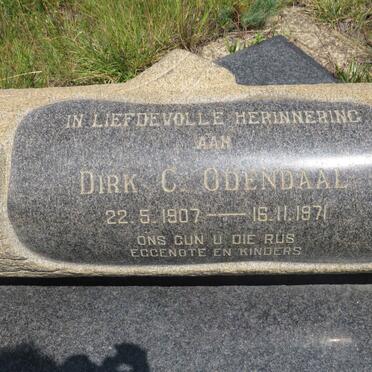 IN LIEFDEVOLLE HERINNERING
AAN
DIRK C. ODENDAAL
22.5.1907 — 16.11.1971
ONS GUN U DIE RUS
EGGENOTE EN KINDERS